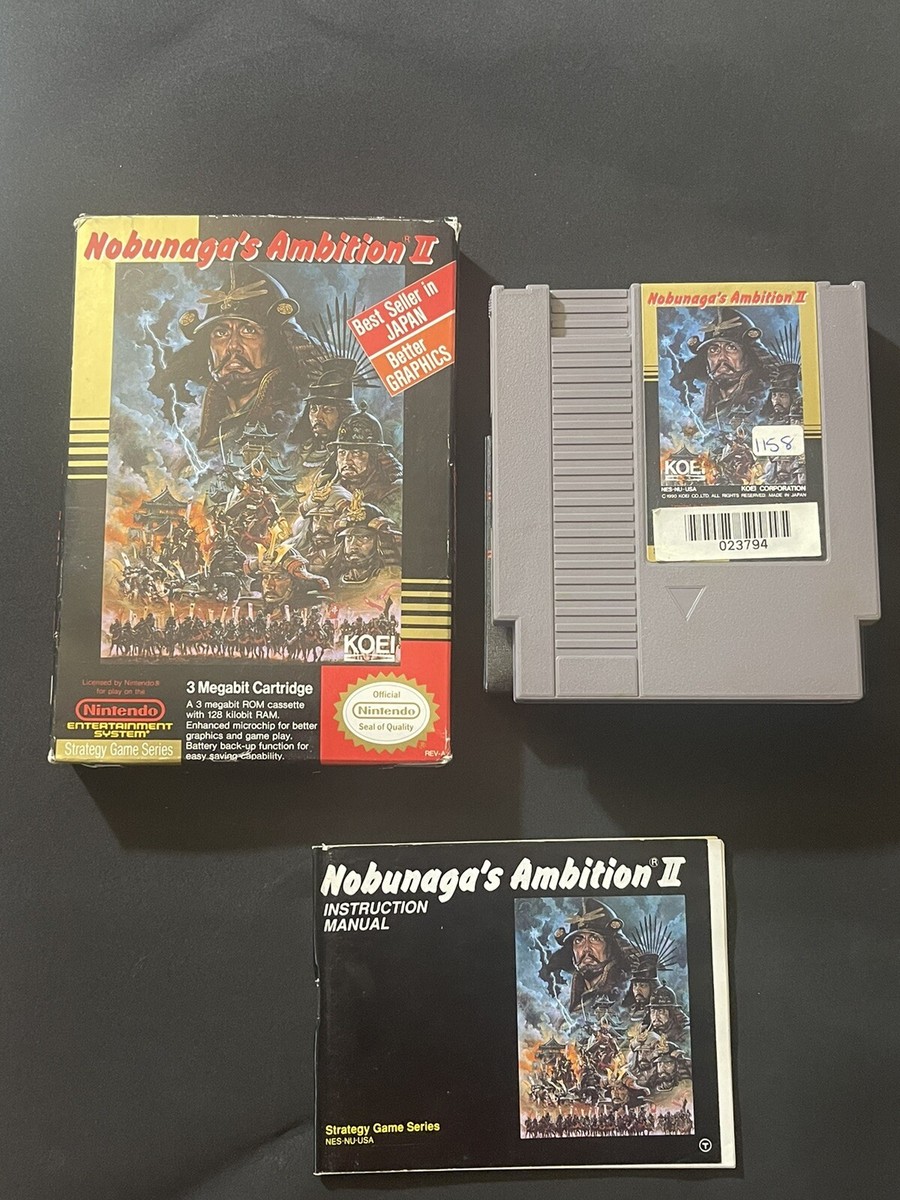 Nobunaga's Ambition® II
Best Seller in
JAPAN
Better
GRAPHICS
KOEI
Licensed by Nintendo®
for play on the
Nintendo
ENTERTAINMENT
SYSTEM®
Strategy Game Series
3 Megabit Cartridge
A 3 megabit ROM cassette
with 128 kilobit RAM.
Enhanced microchip for better
graphics and game play.
Battery back-up function for
easy saving capability.
Official
Nintendo
Seal of Quality
REV-A
Nobunaga's Ambition® II
1158
KOEI
NES-NU-USA
KOEI CORPORATION
© 1990 KOEI CO.,LTD. ALL RIGHTS RESERVED. MADE IN JAPAN
023794
Nobunaga's Ambition® II
INSTRUCTION
MANUAL
Strategy Game Series
NES-NU-USA
T